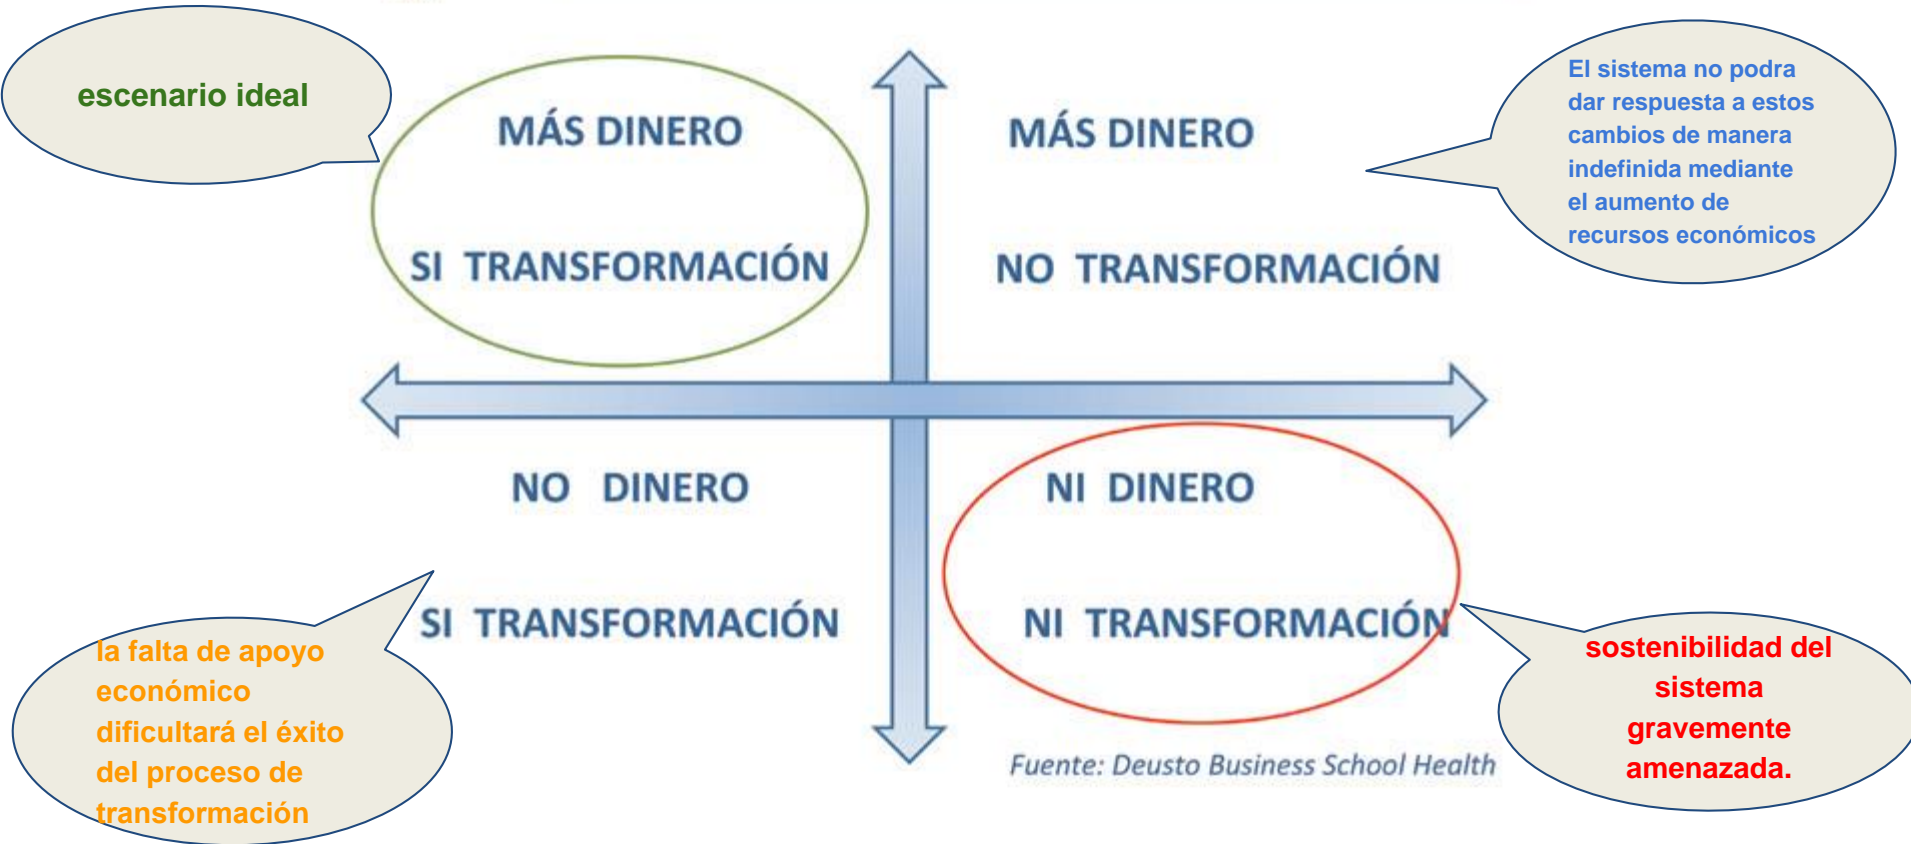 escenario ideal
MÁS DINERO
SI TRANSFORMACIÓN
MÁS DINERO
NO TRANSFORMACIÓN
El sistema no podra
dar respuesta a estos
cambios de manera
indefinida mediante
el aumento de
recursos económicos
NO DINERO
SI TRANSFORMACIÓN
la falta de apoyo
económico
dificultará el éxito
del proceso de
transformación
NI DINERO
NI TRANSFORMACIÓN
sostenibilidad del
sistema
gravemente
amenazada.
Fuente: Deusto Business School Health